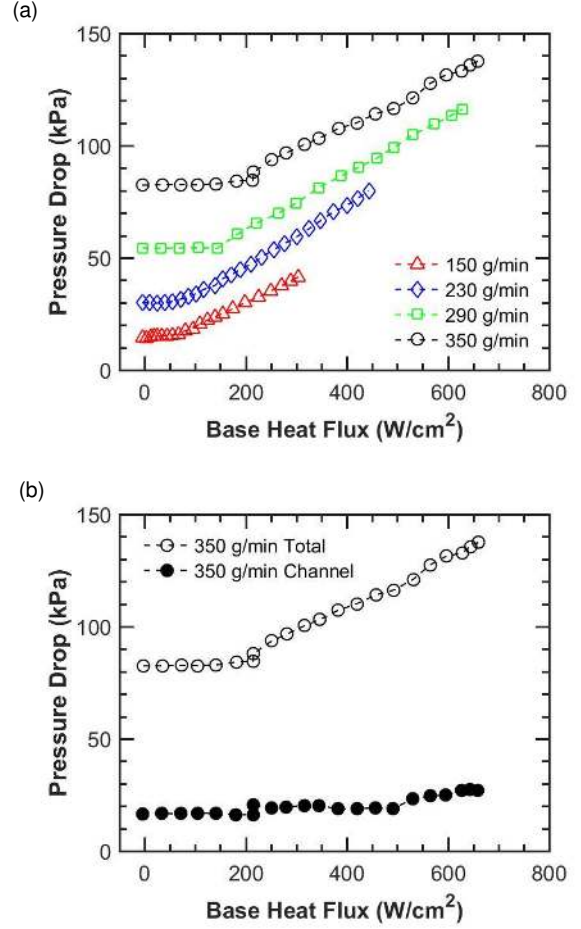 (a)
150
100
50
0
Pressure Drop (kPa)
150 g/min
230 g/min
290 g/min
350 g/min
0 200 400 600 800
Base Heat Flux (W/cm²)
(b)
150
100
50
0
Pressure Drop (kPa)
350 g/min Total
350 g/min Channel
0 200 400 600 800
Base Heat Flux (W/cm²)